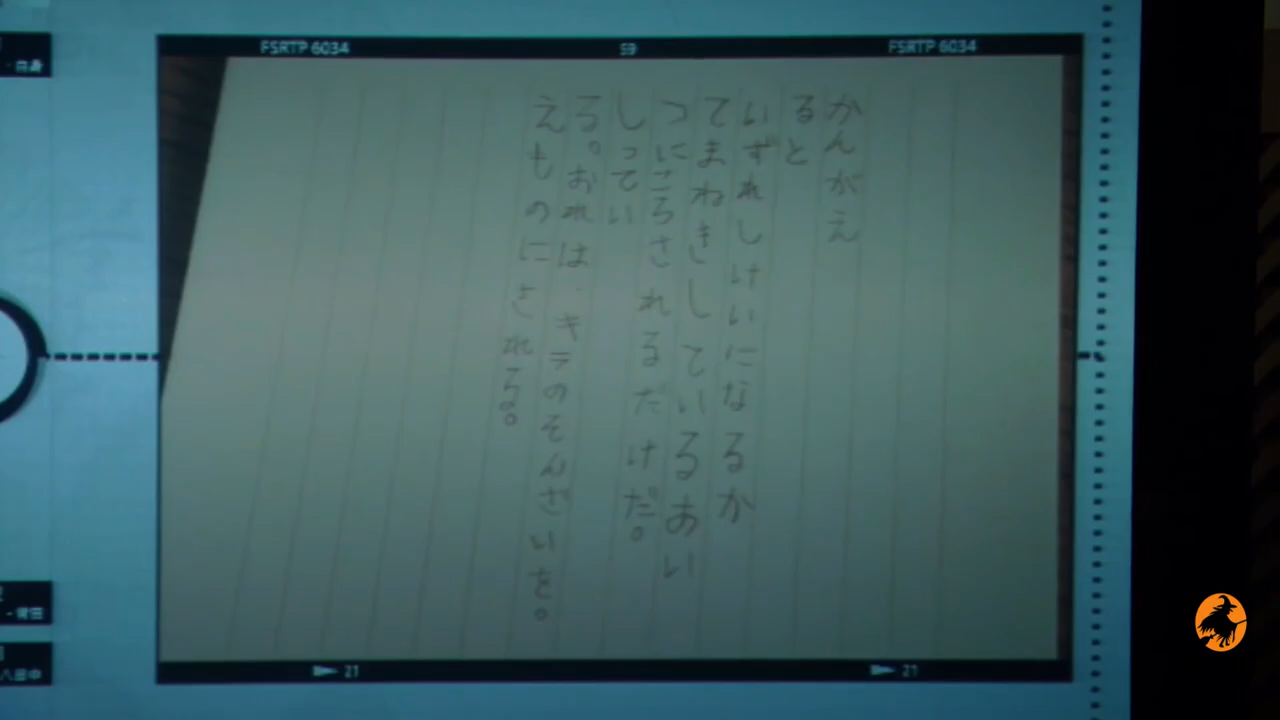 FSRTP 6034
FSRTP 6034
かんがえ
ると
いずれしけいになるか
てまねきしているあい
つにころされるだけだ。
しってい
る。おれは.キラのそんざいを。
えものにされる。
21
21